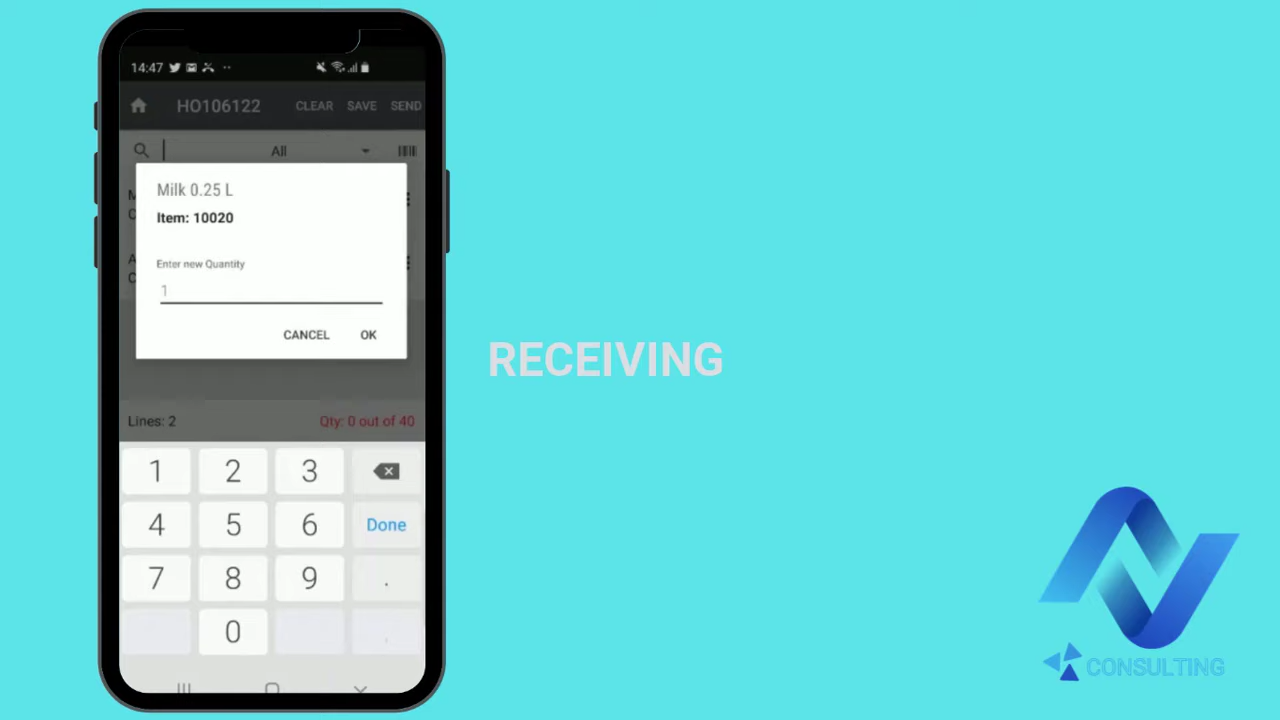 14:47
HO106122 CLEAR SAVE SEND
All
M
C
Milk 0.25 L
Item: 10020
Enter new Quantity
1
CANCEL OK
A
C
Lines: 2 Qty: 0 out of 40
1 2 3
4 5 6 Done
7 8 9 .
0 ,
RECEIVING
CONSULTING